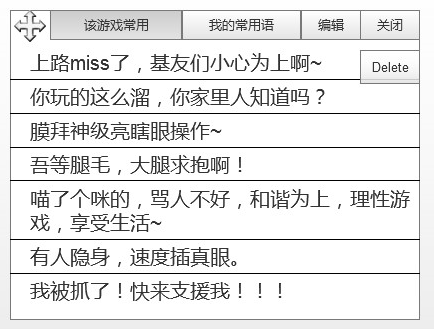 该游戏常用 我的常用语 编辑 关闭
上路miss了，基友们小心为上啊~
Delete
你玩的这么溜，你家里人知道吗？
膜拜神级亮瞎眼操作~
吾等腿毛，大腿求抱啊！
喵了个咪的，骂人不好，和谐为上，理性游
戏，享受生活~
有人隐身，速度插真眼。
我被抓了！快来支援我！！！